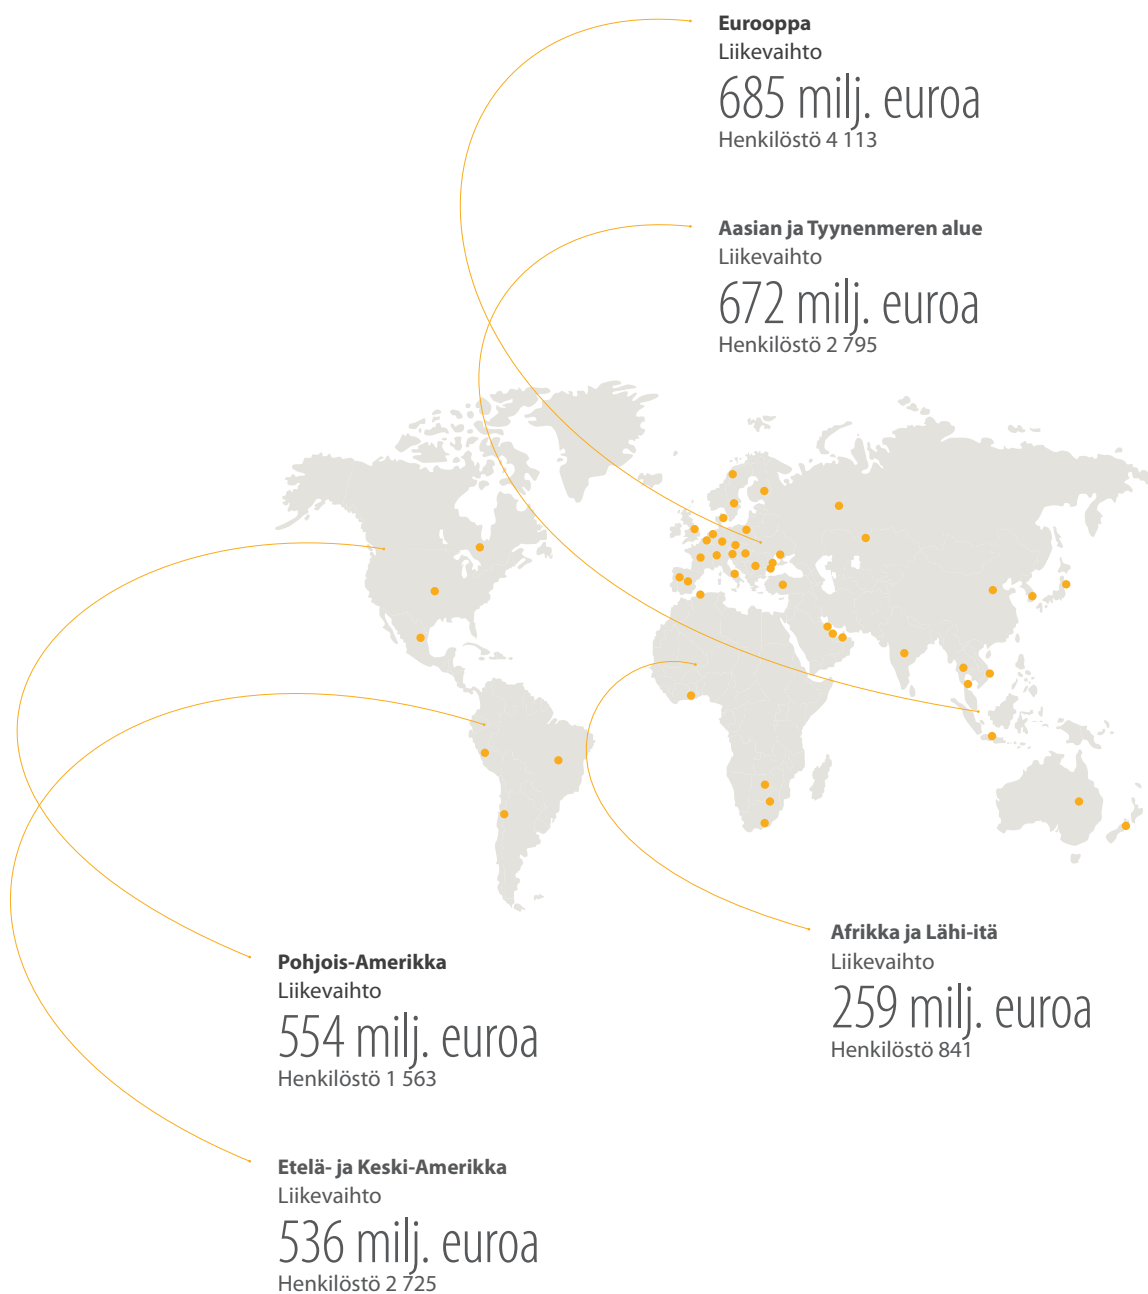 Eurooppa
Liikevaihto
685 milj. euroa
Henkilöstö 4 113
Aasian ja Tyynenmeren alue
Liikevaihto
672 milj. euroa
Henkilöstö 2 795
Afrikka ja Lähi-itä
Liikevaihto
259 milj. euroa
Henkilöstö 841
Pohjois-Amerikka
Liikevaihto
554 milj. euroa
Henkilöstö 1 563
Etelä- ja Keski-Amerikka
Liikevaihto
536 milj. euroa
Henkilöstö 2 725